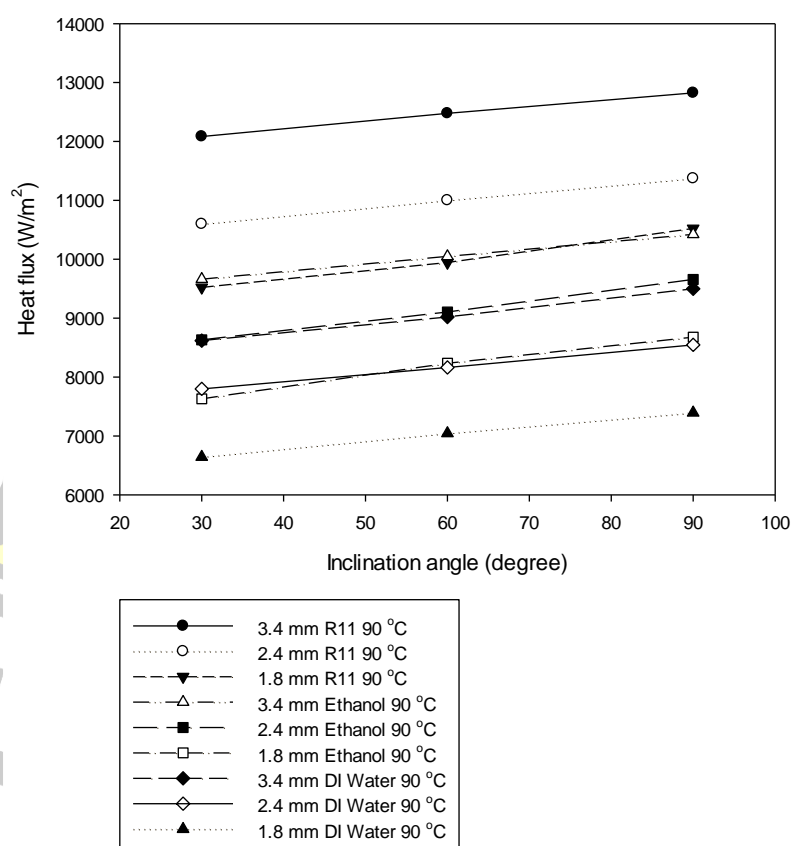 14000
13000
12000
11000
10000
9000
8000
7000
6000
Heat flux (W/m²)
20 30 40 50 60 70 80 90 100
Inclination angle (degree)
3.4 mm R11 90 °C
2.4 mm R11 90 °C
1.8 mm R11 90 °C
3.4 mm Ethanol 90 °C
2.4 mm Ethanol 90 °C
1.8 mm Ethanol 90 °C
3.4 mm DI Water 90 °C
2.4 mm DI Water 90 °C
1.8 mm DI Water 90 °C